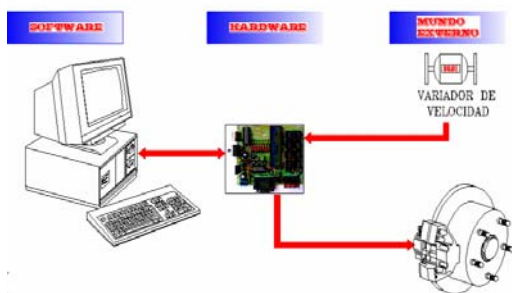 SOFTWARE
HARDWARE
MUNDO
EXTERNO
VARIADOR DE
VELOCIDAD